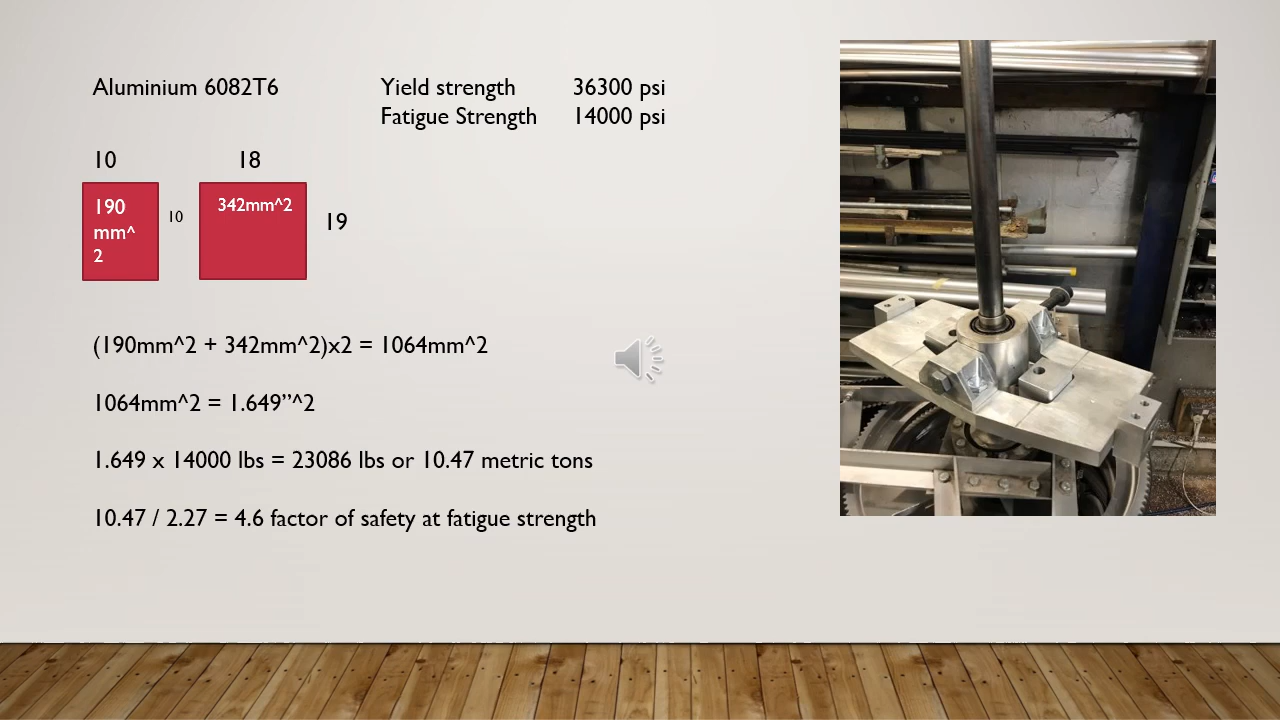 Aluminium 6082T6 Yield strength 36300 psi
Fatigue Strength 14000 psi
10 18
190
mm^
2
10
342mm^2
19
(190mm^2 + 342mm^2)x2 = 1064mm^2
1064mm^2 = 1.649”^2
1.649 x 14000 lbs = 23086 lbs or 10.47 metric tons
10.47 / 2.27 = 4.6 factor of safety at fatigue strength